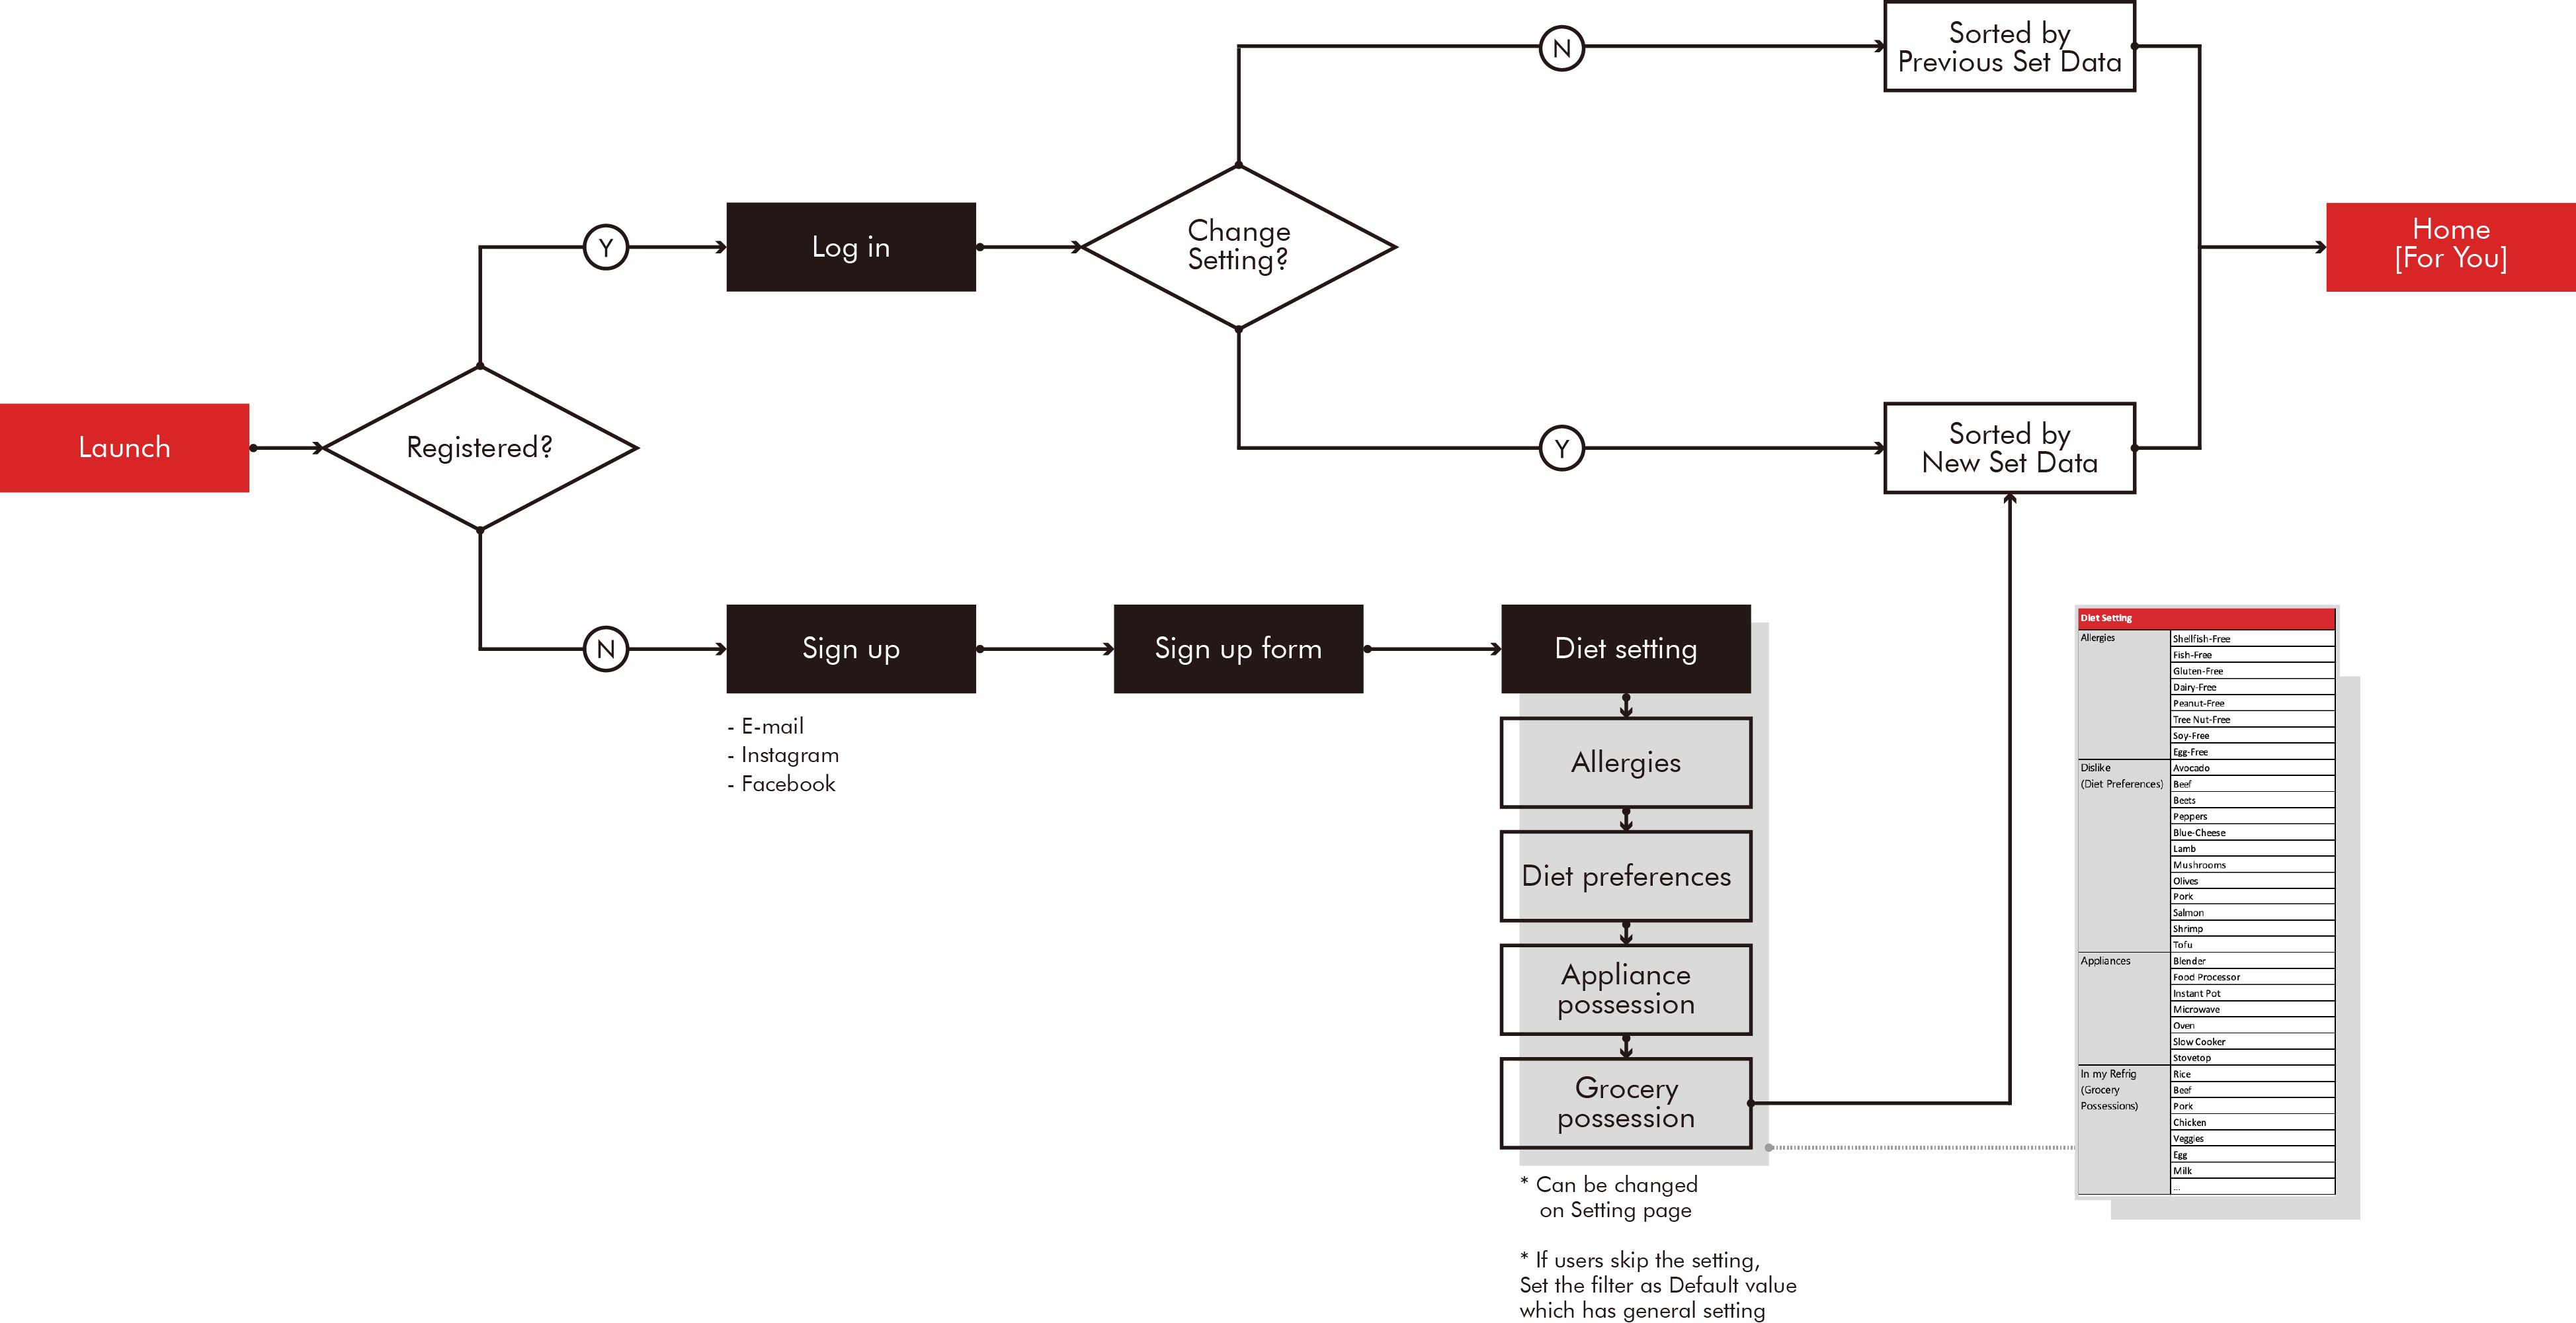 N
Sorted by
Previous Set Data
Y
Log in
Change
Setting?
Home
[For You]
Launch
Registered?
Y
Sorted by
New Set Data
N
Sign up
Sign up form
Diet setting
- E-mail
- Instagram
- Facebook
Allergies
Diet preferences
Appliance
possession
Grocery
possession
* Can be changed
on Setting page
* If users skip the setting,
Set the filter as Default value
which has general setting
Diet Setting
Allergies
Shellfish-Free
Fish-Free
Gluten-Free
Dairy-Free
Peanut-Free
Tree Nut-Free
Soy-Free
Egg-Free
Dislike
(Diet Preferences)
Avocado
Beef
Beets
Peppers
Blue-Cheese
Lamb
Mushrooms
Olives
Pork
Salmon
Shrimp
Tofu
Appliances
Blender
Food Processor
Instant Pot
Microwave
Oven
Slow Cooker
Stovetop
In my Refrig
(Grocery
Possessions)
Rice
Beef
Pork
Chicken
Veggies
Egg
Milk
...